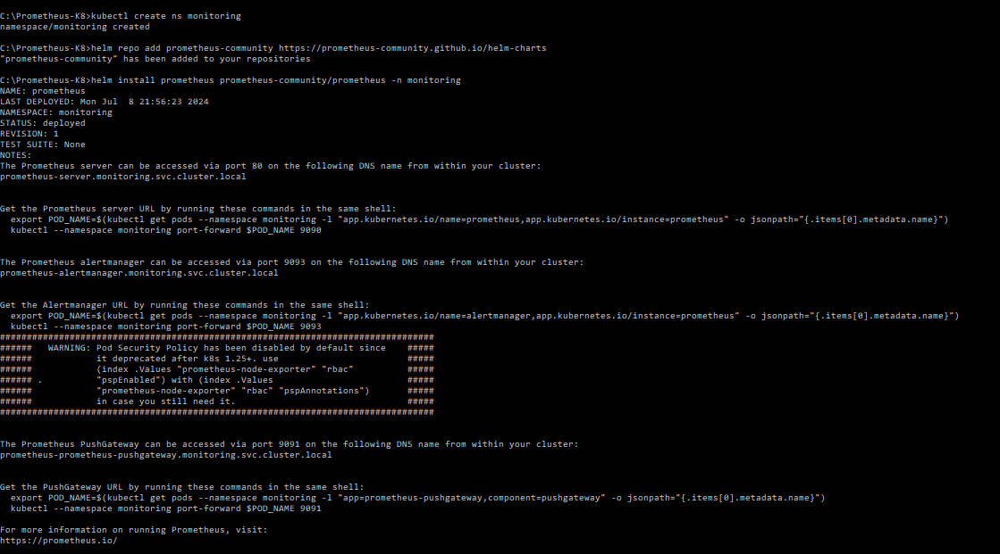 C:\Prometheus-K8>kubectl create ns monitoring
namespace/monitoring created
C:\Prometheus-K8>helm repo add prometheus-community https://prometheus-community.github.io/helm-charts
"prometheus-community" has been added to your repositories
C:\Prometheus-K8>helm install prometheus prometheus-community/prometheus -n monitoring
NAME: prometheus
LAST DEPLOYED: Mon Jul  8 21:56:23 2024
NAMESPACE: monitoring
STATUS: deployed
REVISION: 1
TEST SUITE: None
NOTES:
The Prometheus server can be accessed via port 80 on the following DNS name from within your cluster:
prometheus-server.monitoring.svc.cluster.local
Get the Prometheus server URL by running these commands in the same shell:
  export POD_NAME=$(kubectl get pods --namespace monitoring -l "app.kubernetes.io/name=prometheus,app.kubernetes.io/instance=prometheus" -o jsonpath="{.items[0].metadata.name}")
  kubectl --namespace monitoring port-forward $POD_NAME 9090
The Prometheus alertmanager can be accessed via port 9093 on the following DNS name from within your cluster:
prometheus-alertmanager.monitoring.svc.cluster.local
Get the Alertmanager URL by running these commands in the same shell:
  export POD_NAME=$(kubectl get pods --namespace monitoring -l "app.kubernetes.io/name=alertmanager,app.kubernetes.io/instance=prometheus" -o jsonpath="{.items[0].metadata.name}")
  kubectl --namespace monitoring port-forward $POD_NAME 9093
#################################################################################
######   WARNING: Pod Security Policy has been disabled by default since    #####
######            it deprecated after k8s 1.25+. use                        #####
######            (index .Values "prometheus-node-exporter" "rbac"          #####
###### .          "pspEnabled") with (index .Values                         #####
######            "prometheus-node-exporter" "rbac" "pspAnnotations")       #####
######            in case you still need it.                                #####
#################################################################################
The Prometheus PushGateway can be accessed via port 9091 on the following DNS name from within your cluster:
prometheus-prometheus-pushgateway.monitoring.svc.cluster.local
Get the PushGateway URL by running these commands in the same shell:
  export POD_NAME=$(kubectl get pods --namespace monitoring -l "app=prometheus-pushgateway,component=pushgateway" -o jsonpath="{.items[0].metadata.name}")
  kubectl --namespace monitoring port-forward $POD_NAME 9091
For more information on running Prometheus, visit:
https://prometheus.io/